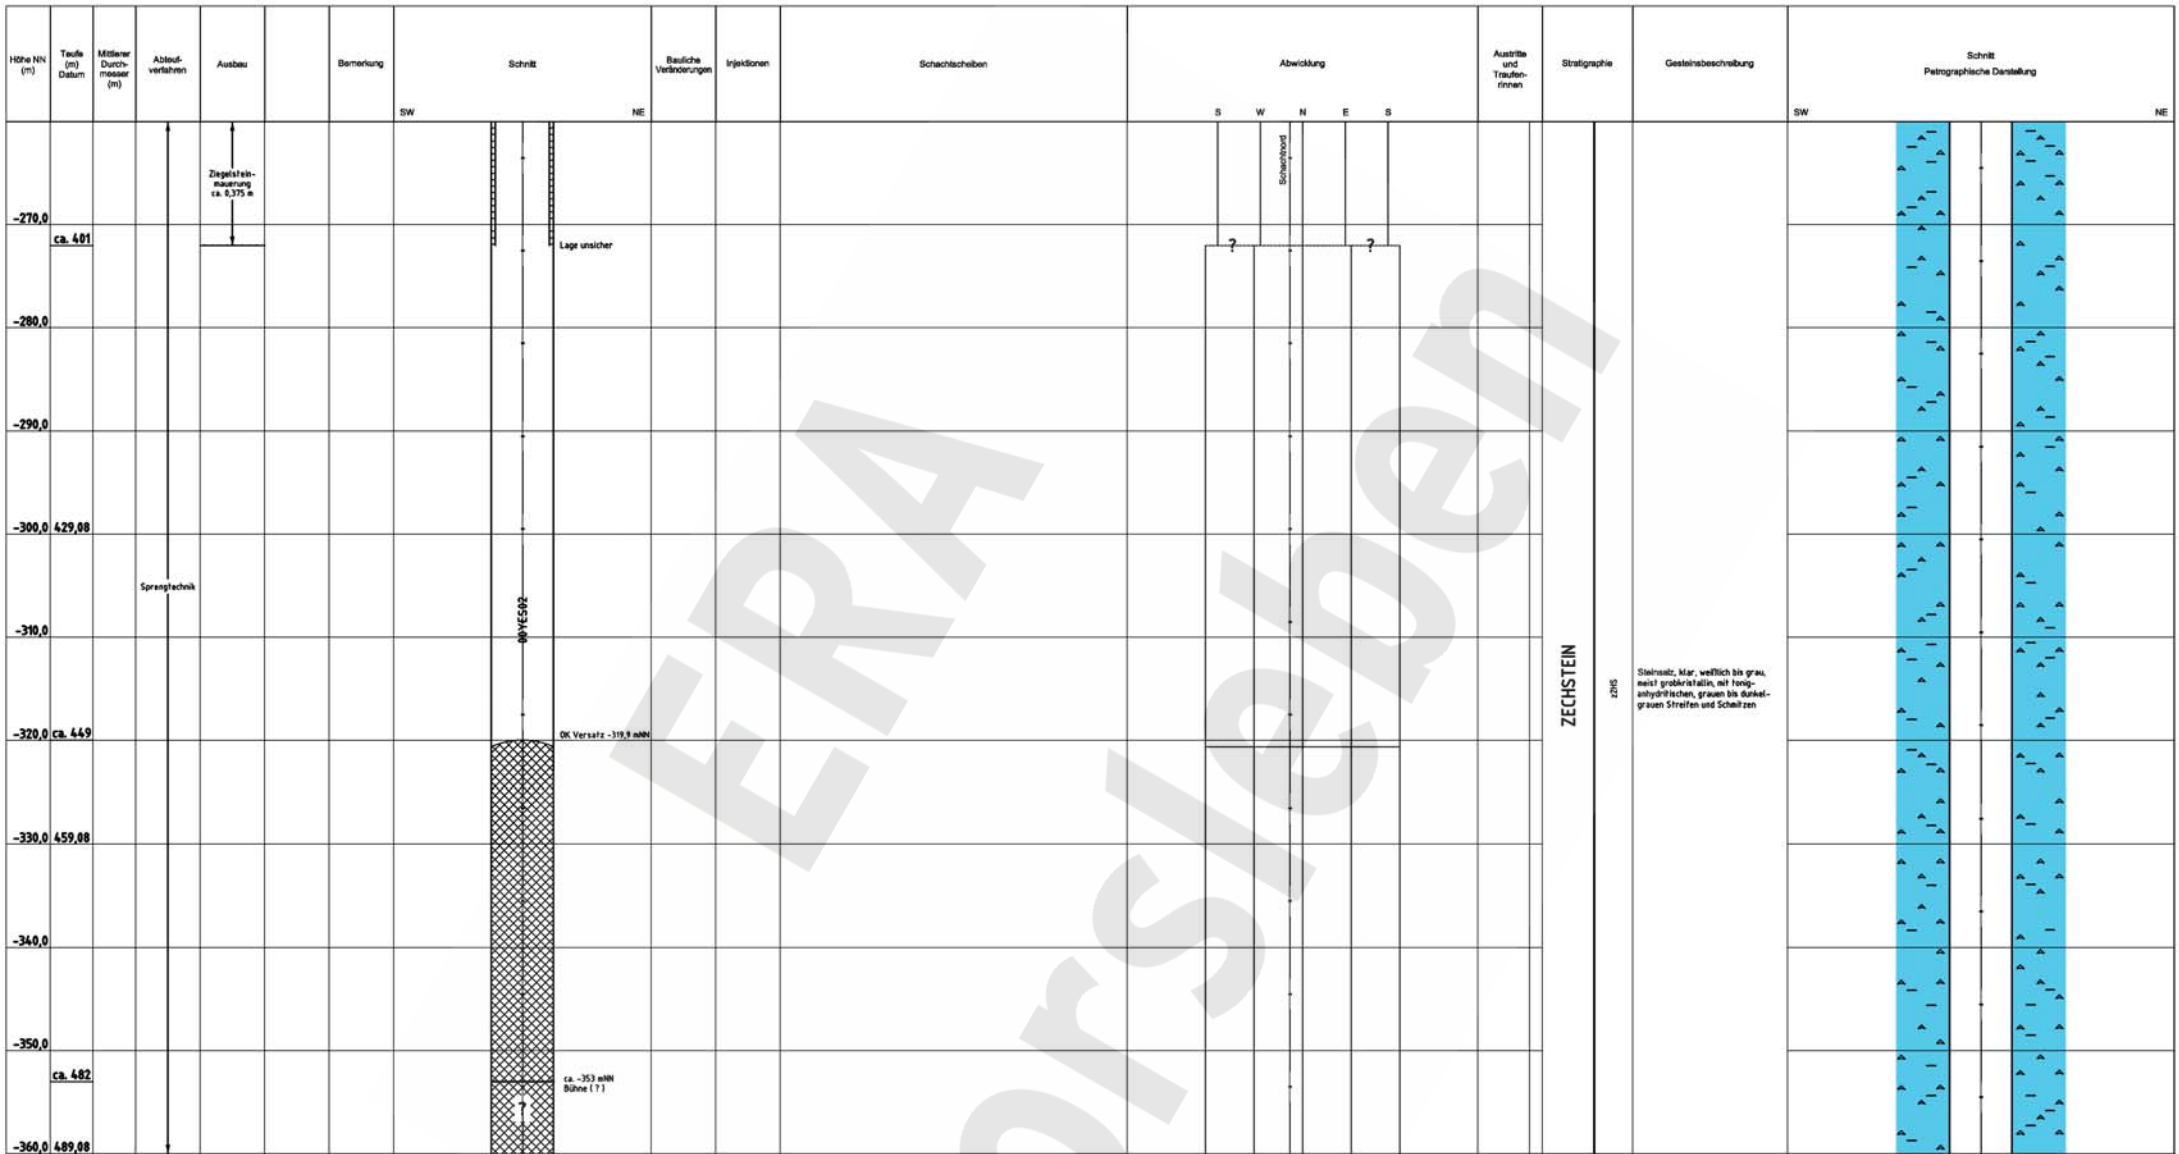 Höhe NN
(m)
Teufe
(m)
Datum
Mittlerer
Durch-
messer
(m)
Ablauf-
verfahren
Ausbau
Bemerkung
Schnitt
SW NE
Bauliche
Veränderungen
Injektionen
Schachtscheiben
Abwicklung
S W N E S
Austritte
und
Traufen-
rinnen
Stratigraphie
Gesteinsbeschreibung
Schnitt
Petrographische Darstellung
SW NE
Ziegelstein-
mauerung
ca. 0,375 m
Schachtnord
-270,0
ca. 401
Lage unsicher
? ?
-280,0
-290,0
-300,0 429,08
Sprengtechnik
00YES02
-310,0
ZECHSTEIN
z2HS
Steinsalz, klar, weißlich bis grau,
meist grobkristallin, mit tonig-
anhydritischen, grauen bis dunkel-
grauen Streifen und Schmitzen
-320,0 ca. 449
OK Versatz -319,9 mNN
-330,0 459,08
-340,0
-350,0
ca. 482
ca. -353 mNN
Bühne ( ? )
?
-360,0 489,08
ERA
orsleben